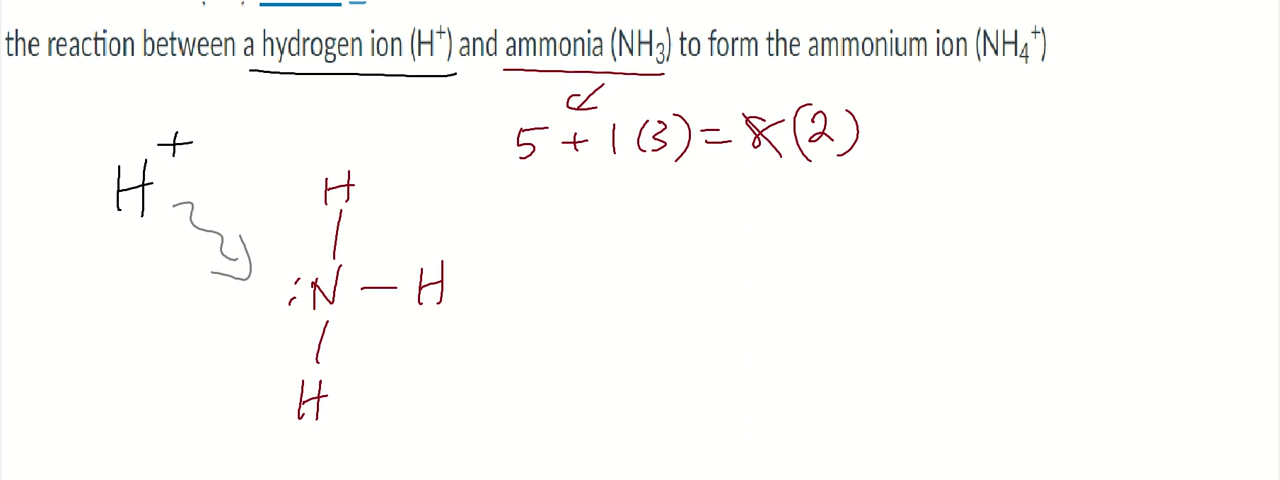 the reaction between a hydrogen ion (H⁺) and ammonia (NH₃) to form the ammonium ion (NH₄⁺)
5 + 1 (3) = 8 (2)
H⁺
H
:N — H
H